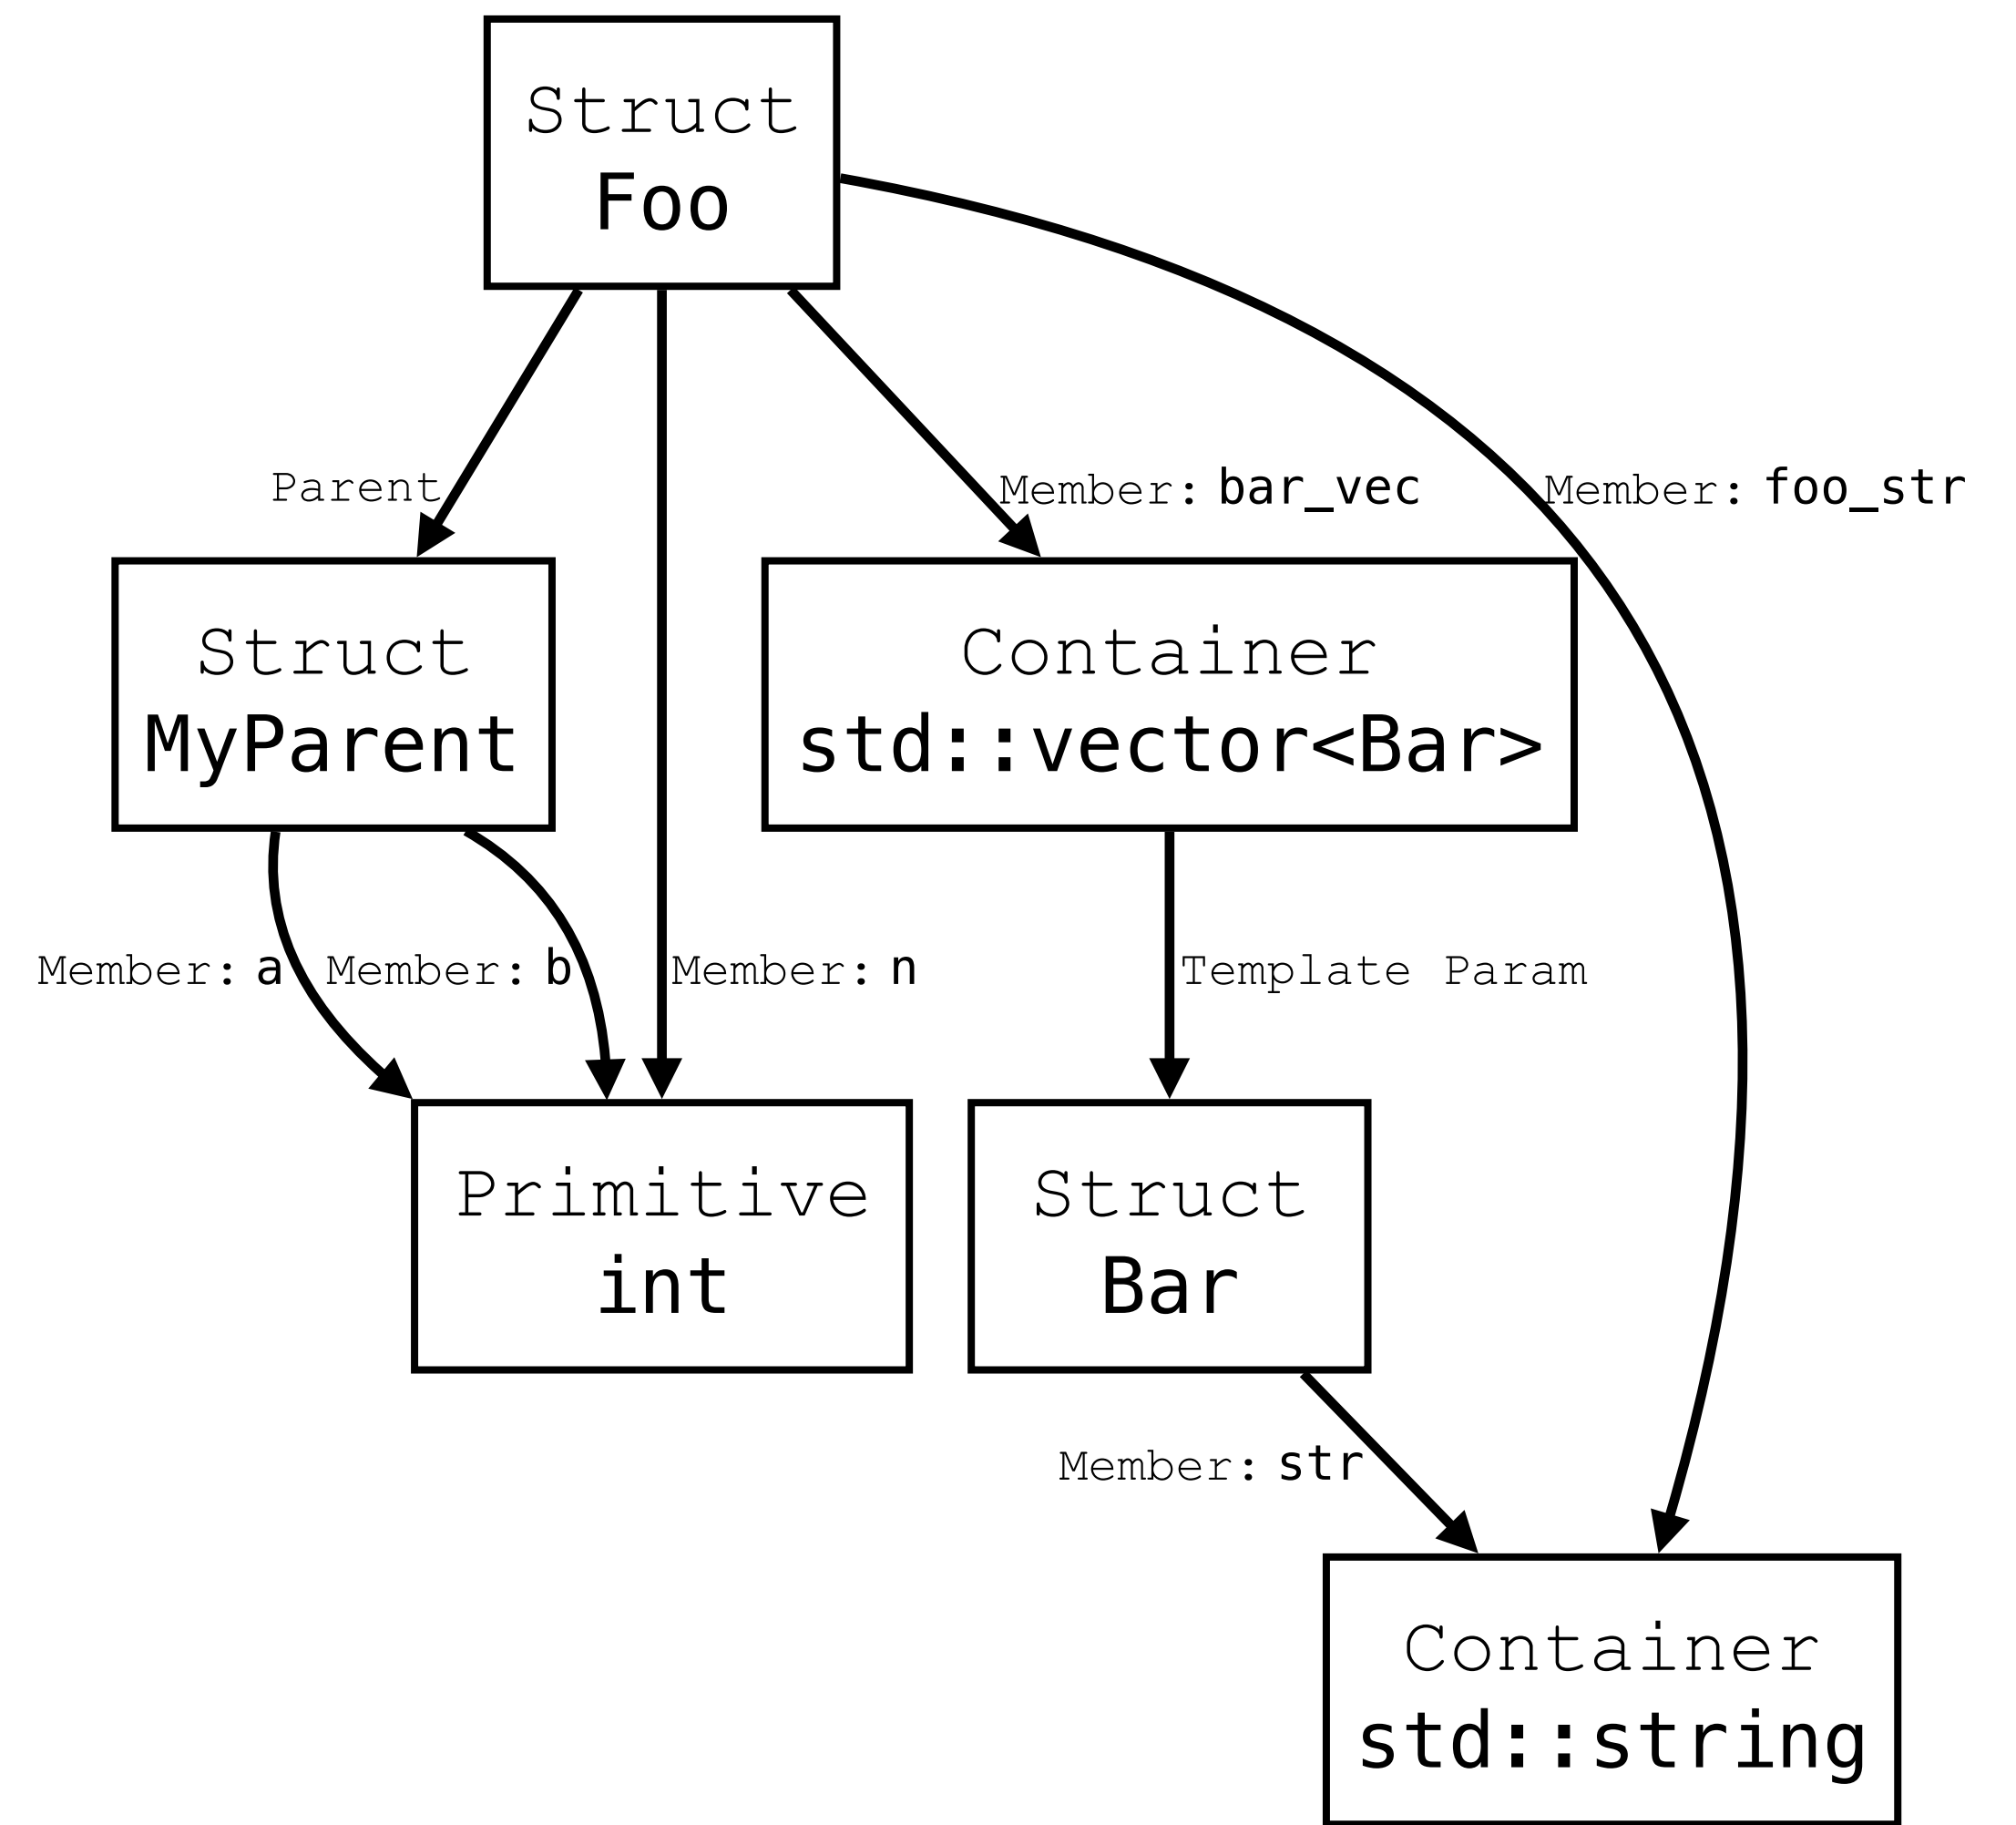 Struct
Foo
Parent
Member: bar_vec
Member: foo_str
Struct
MyParent
Container
std::vector<Bar>
Member: a
Member: b
Member: n
Template Param
Primitive
int
Struct
Bar
Member: str
Container
std::string